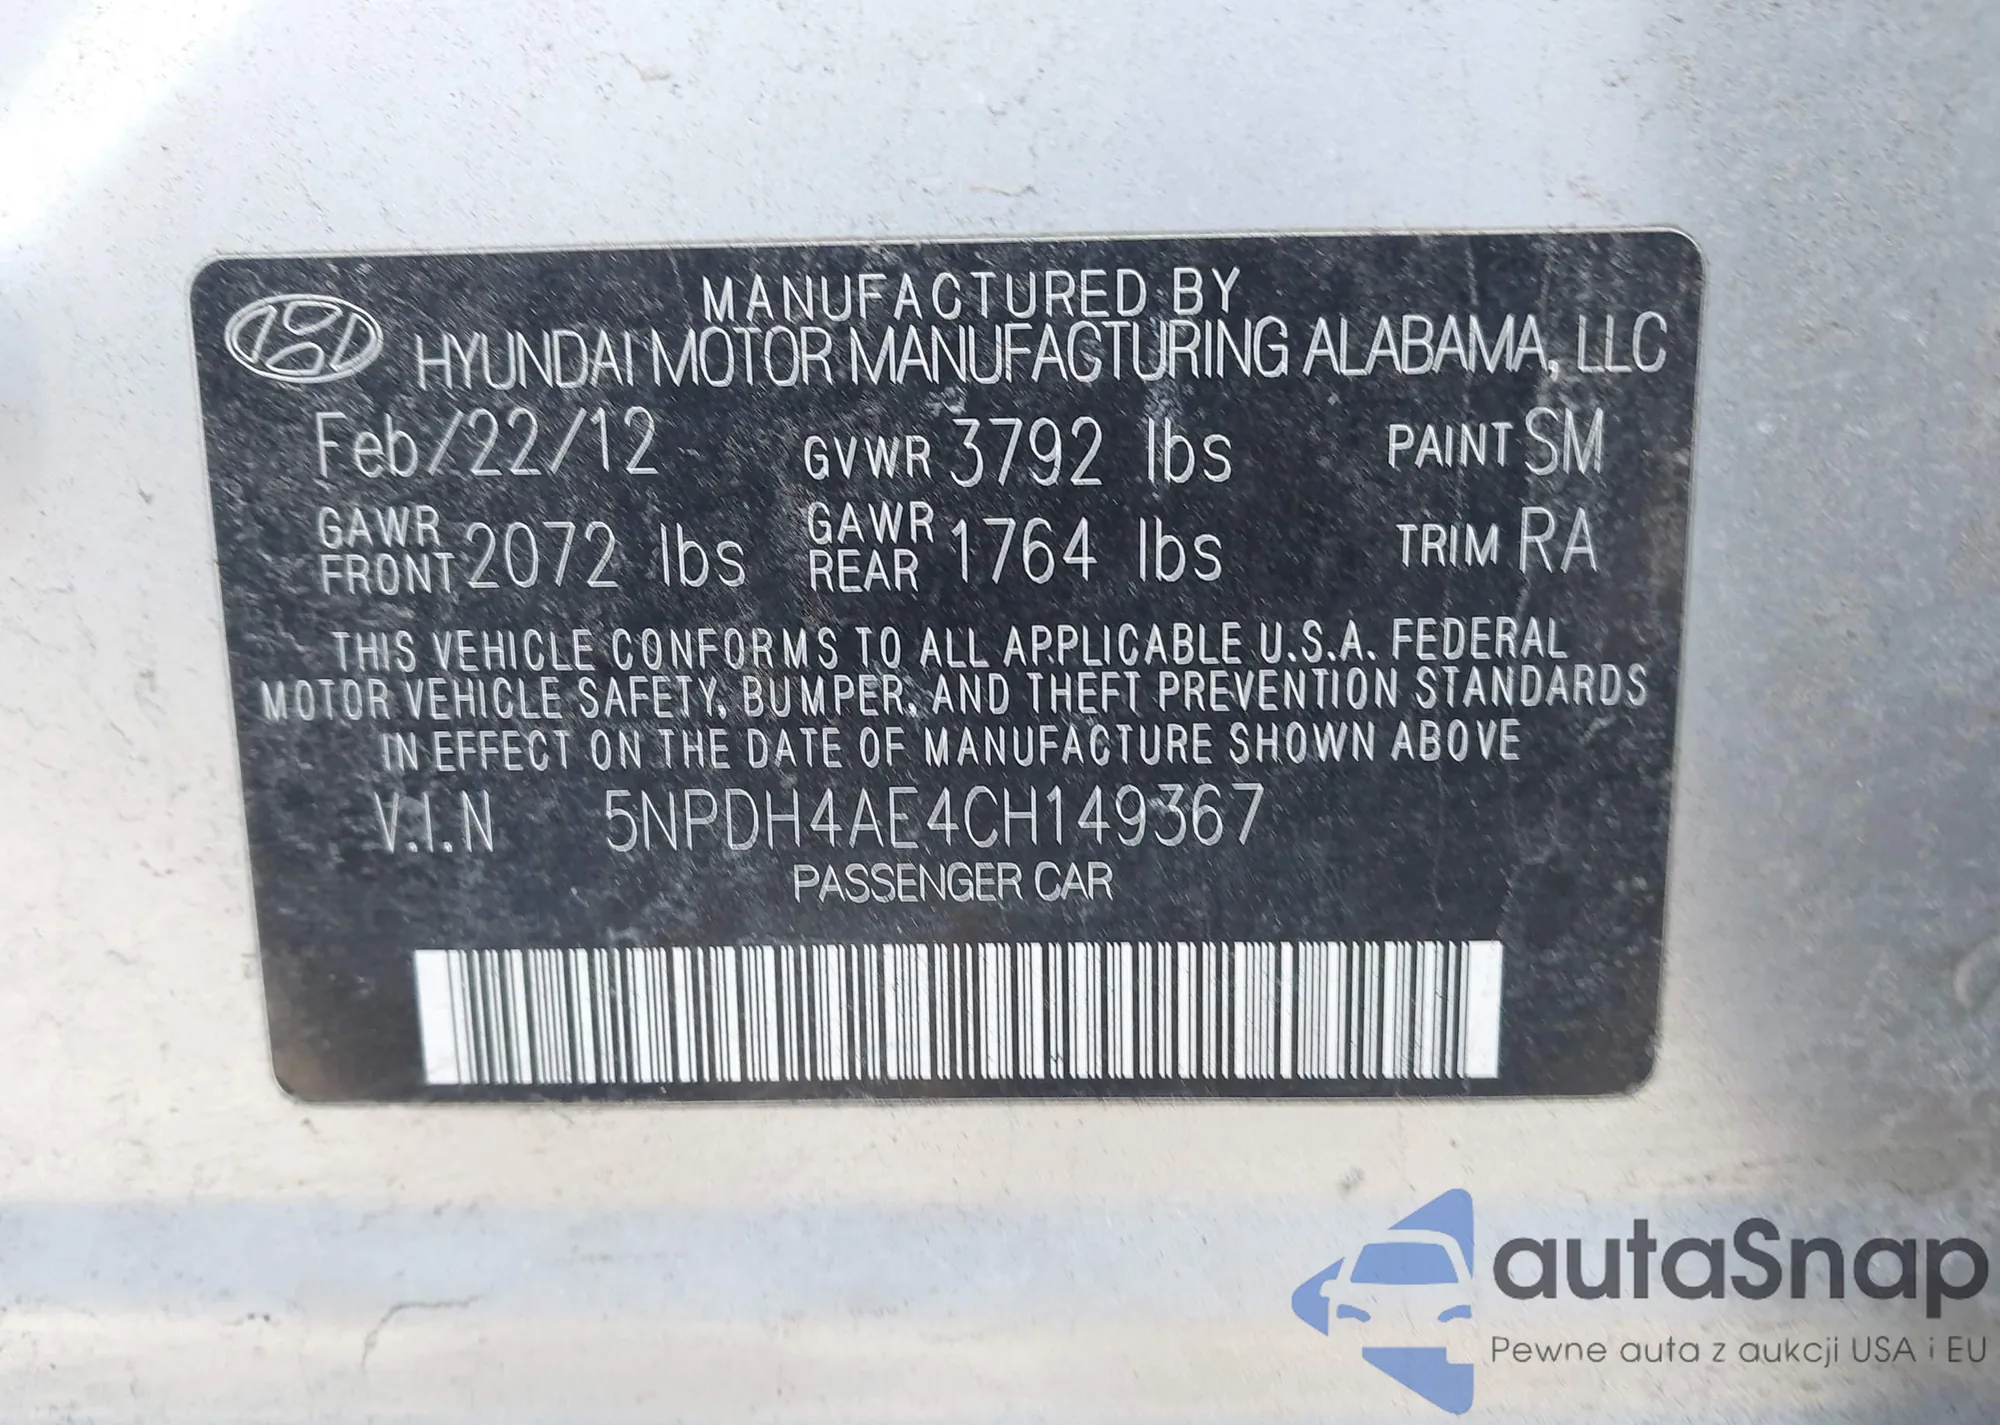 MANUFACTURED BY
HYUNDAI MOTOR MANUFACTURING ALABAMA, LLC
Feb/22/12 GVWR 3792 lbs PAINT SM
GAWR FRONT 2072 lbs GAWR REAR 1764 lbs TRIM RA
THIS VEHICLE CONFORMS TO ALL APPLICABLE U.S.A. FEDERAL
MOTOR VEHICLE SAFETY, BUMPER, AND THEFT PREVENTION STANDARDS
IN EFFECT ON THE DATE OF MANUFACTURE SHOWN ABOVE
V.I.N 5NPDH4AE4CH149367
PASSENGER CAR
autaSnap
Pewne auta z aukcji USA i EU